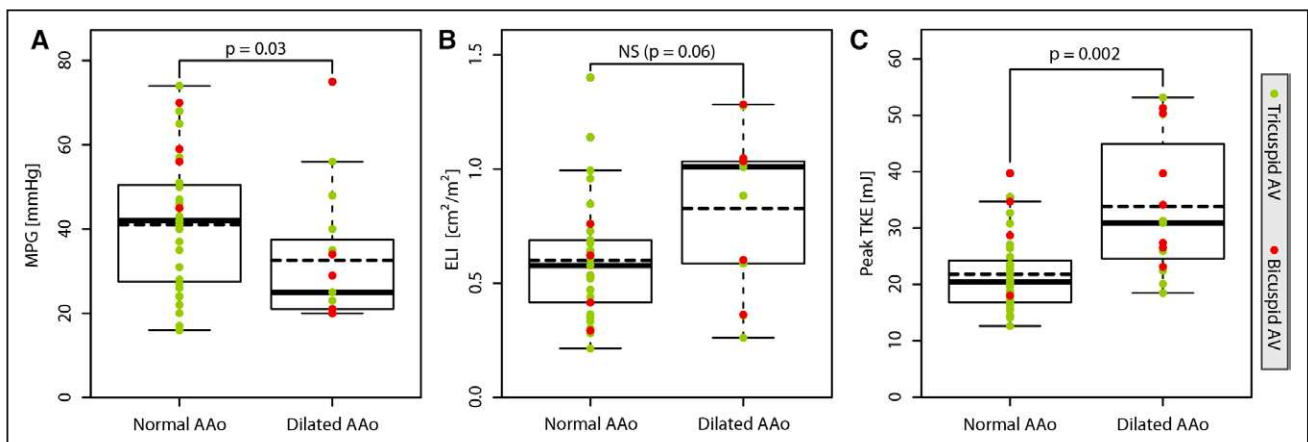 A
MPG [mmHg]
80
60
40
20
0
p = 0.03
Normal AAo
Dilated AAo
B
ELI [cm²/m²]
1.5
1.0
0.5
0.0
NS (p = 0.06)
Normal AAo
Dilated AAo
C
Peak TKE [mJ]
60
50
40
30
20
10
0
p = 0.002
Normal AAo
Dilated AAo
Tricuspid AV
Bicuspid AV